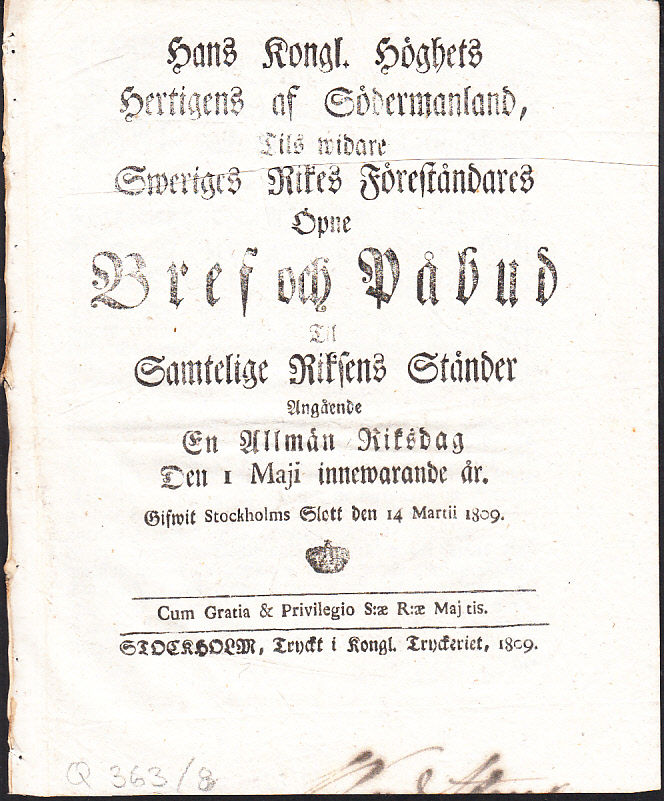 Hans Kongl. Höghets
Hertigens af Södermanland,
Tils widare
Sweriges Rikes Föreståndares
Öpne
Bref och Påbud
Til
Samtelige Riksens Ständer
Angående
En Allmän Riksdag
Den 1 Maji innewarande år.
Gifwit Stockholms Slott den 14 Martii 1809.
Cum Gratia & Privilegio S:æ R:æ Maj tis.
STOCKHOLM, Tryckt i Kongl. Tryckeriet, 1809.
Q 363/8